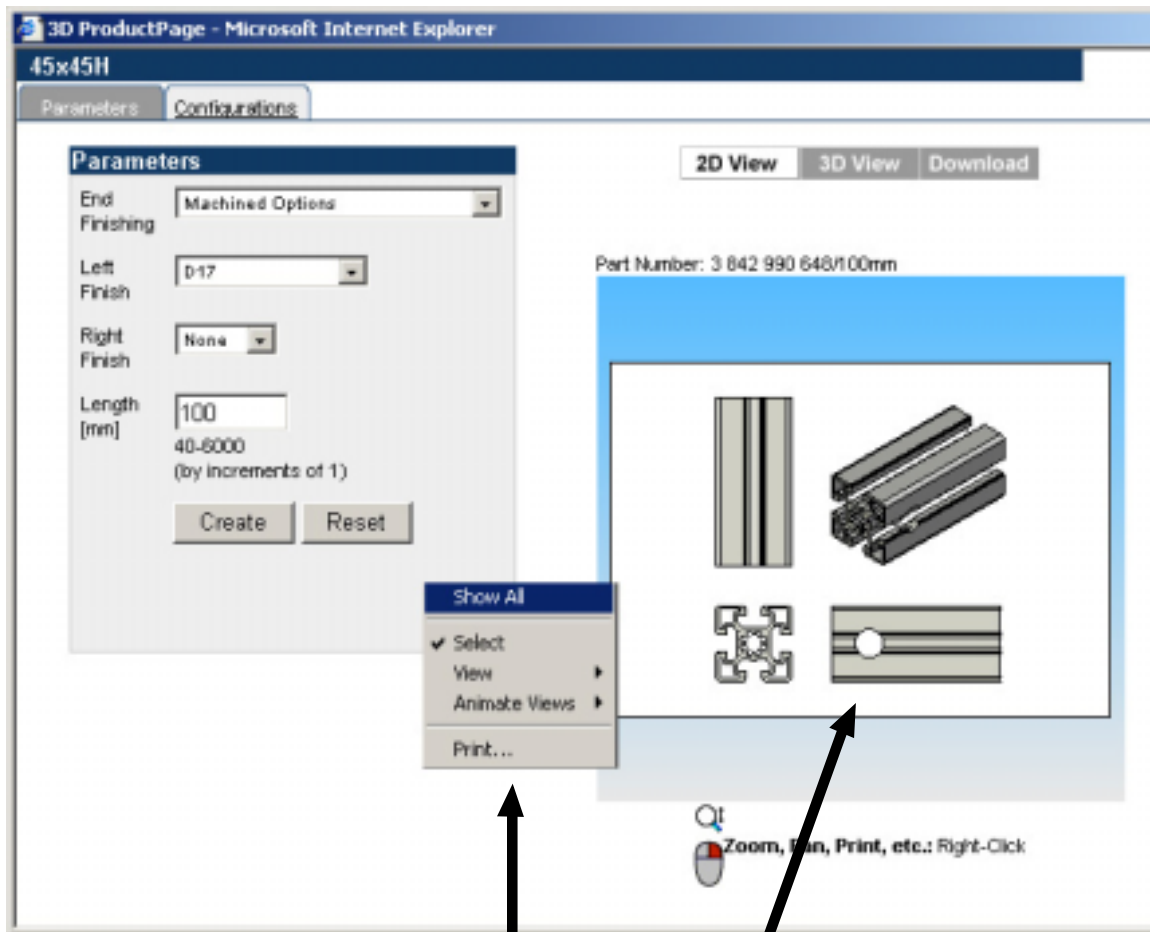 3D ProductPage - Microsoft Internet Explorer
45x45H
Parameters Configurations
Parameters
End
Finishing
Machined Options
Left
Finish
D17
Right
Finish
None
Length
[mm]
100
40-6000
(by increments of 1)
Create Reset
2D View 3D View Download
Part Number: 3 842 990 648/100mm
Show All
Select
View
Animate Views
Print...
Zoom, Pan, Print, etc.: Right-Click